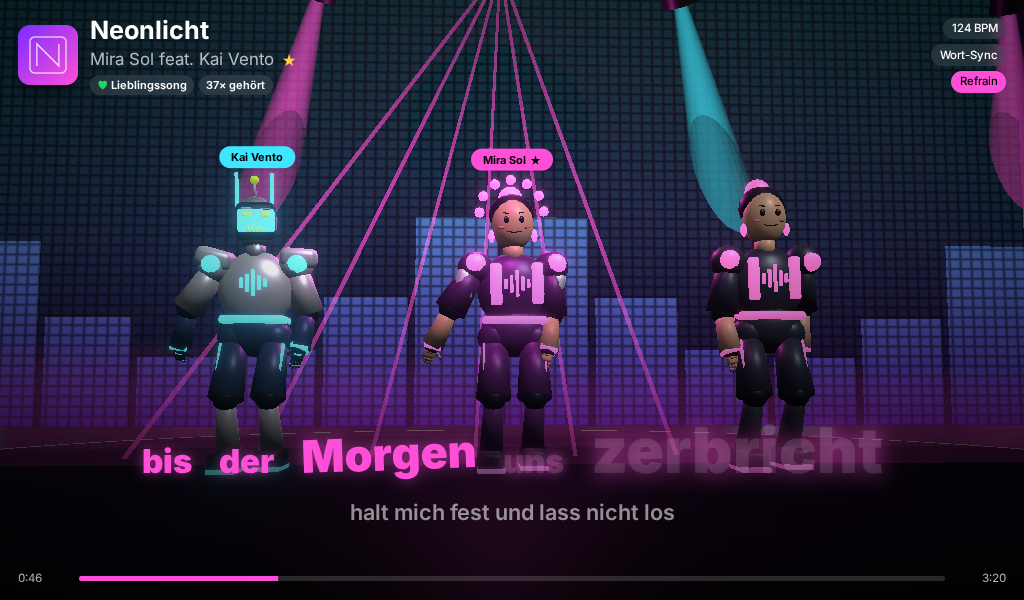 Neonlicht
Mira Sol feat. Kai Vento ★
Lieblingssong
37× gehört
124 BPM
Wort-Sync
Refrain
Kai Vento
Mira Sol ★
bis der Morgen uns zerbricht
halt mich fest und lass nicht los
0:46
3:20